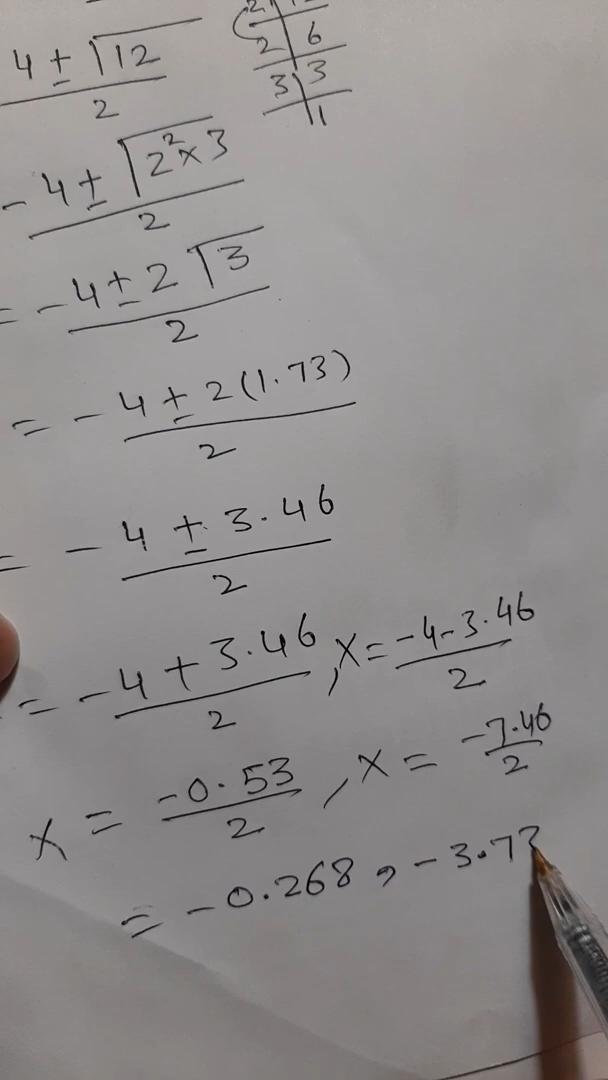 4 ± √12 / 2
2 | 6
3 | 3
1
- 4 ± √2² × 3 / 2
= - 4 ± 2 √3 / 2
= - 4 ± 2 (1.73) / 2
= - 4 ± 3.46 / 2
= - 4 + 3.46 / 2 , x = -4 - 3.46 / 2
x = -0.53 / 2 , x = -7.46 / 2
= - 0.268 , - 3.73